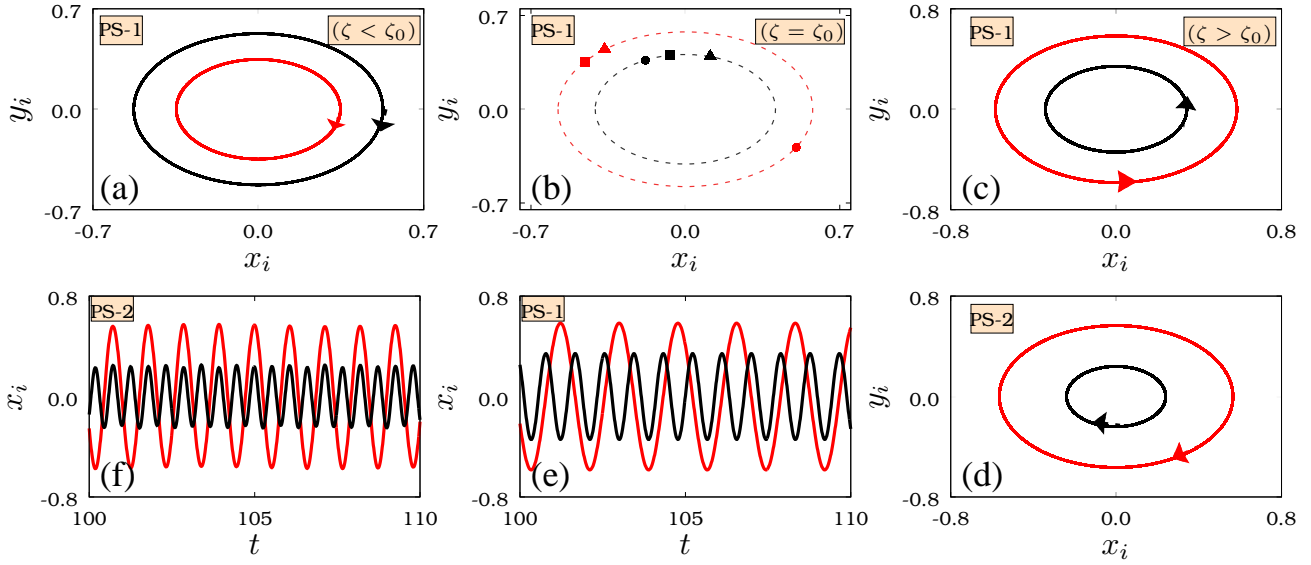 0.7
PS-1
(ζ < ζ₀)
yᵢ
0.0
(a)
-0.7
-0.7
0.0
0.7
xᵢ
0.7
PS-1
(ζ = ζ₀)
yᵢ
0.0
(b)
-0.7
-0.7
0.0
0.7
xᵢ
0.8
PS-1
(ζ > ζ₀)
yᵢ
0.0
(c)
-0.8
-0.8
0.0
0.8
xᵢ
0.8
PS-2
xᵢ
0.0
(f)
-0.8
100
105
110
t
0.8
PS-1
xᵢ
0.0
(e)
-0.8
100
105
110
t
0.8
PS-2
yᵢ
0.0
(d)
-0.8
-0.8
0.0
0.8
xᵢ